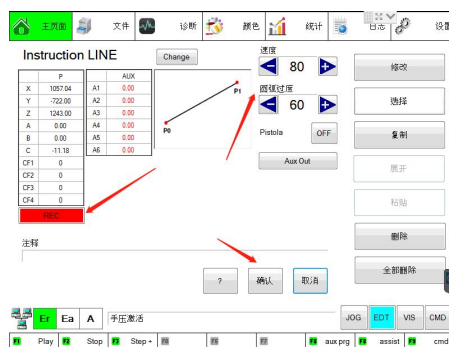 主页面 文件 诊断 颜色 统计 日志 设置
Instruction LINE
Change
速度
80
圆弧过度
60
Pistola OFF
Aux Out
P AUX
X 1057.04 A1 0.00
Y -722.00 A2 0.00
Z 1243.00 A3 0.00
A 0.00 A4 0.00
B 0.00 A5 0.00
C -11.18 A6 0.00
CF1 0
CF2 0
CF3 0
CF4 0
REC
P0
P1
修改
选择
复制
展开
粘贴
删除
全部删除
注释
? 确认 取消
Er Ea A 手压激活 JOG EDT VIS CMD
F1 Play F2 Stop F3 Step + F5 F6 F7 F8 aux prg F8 assist F9 cmd